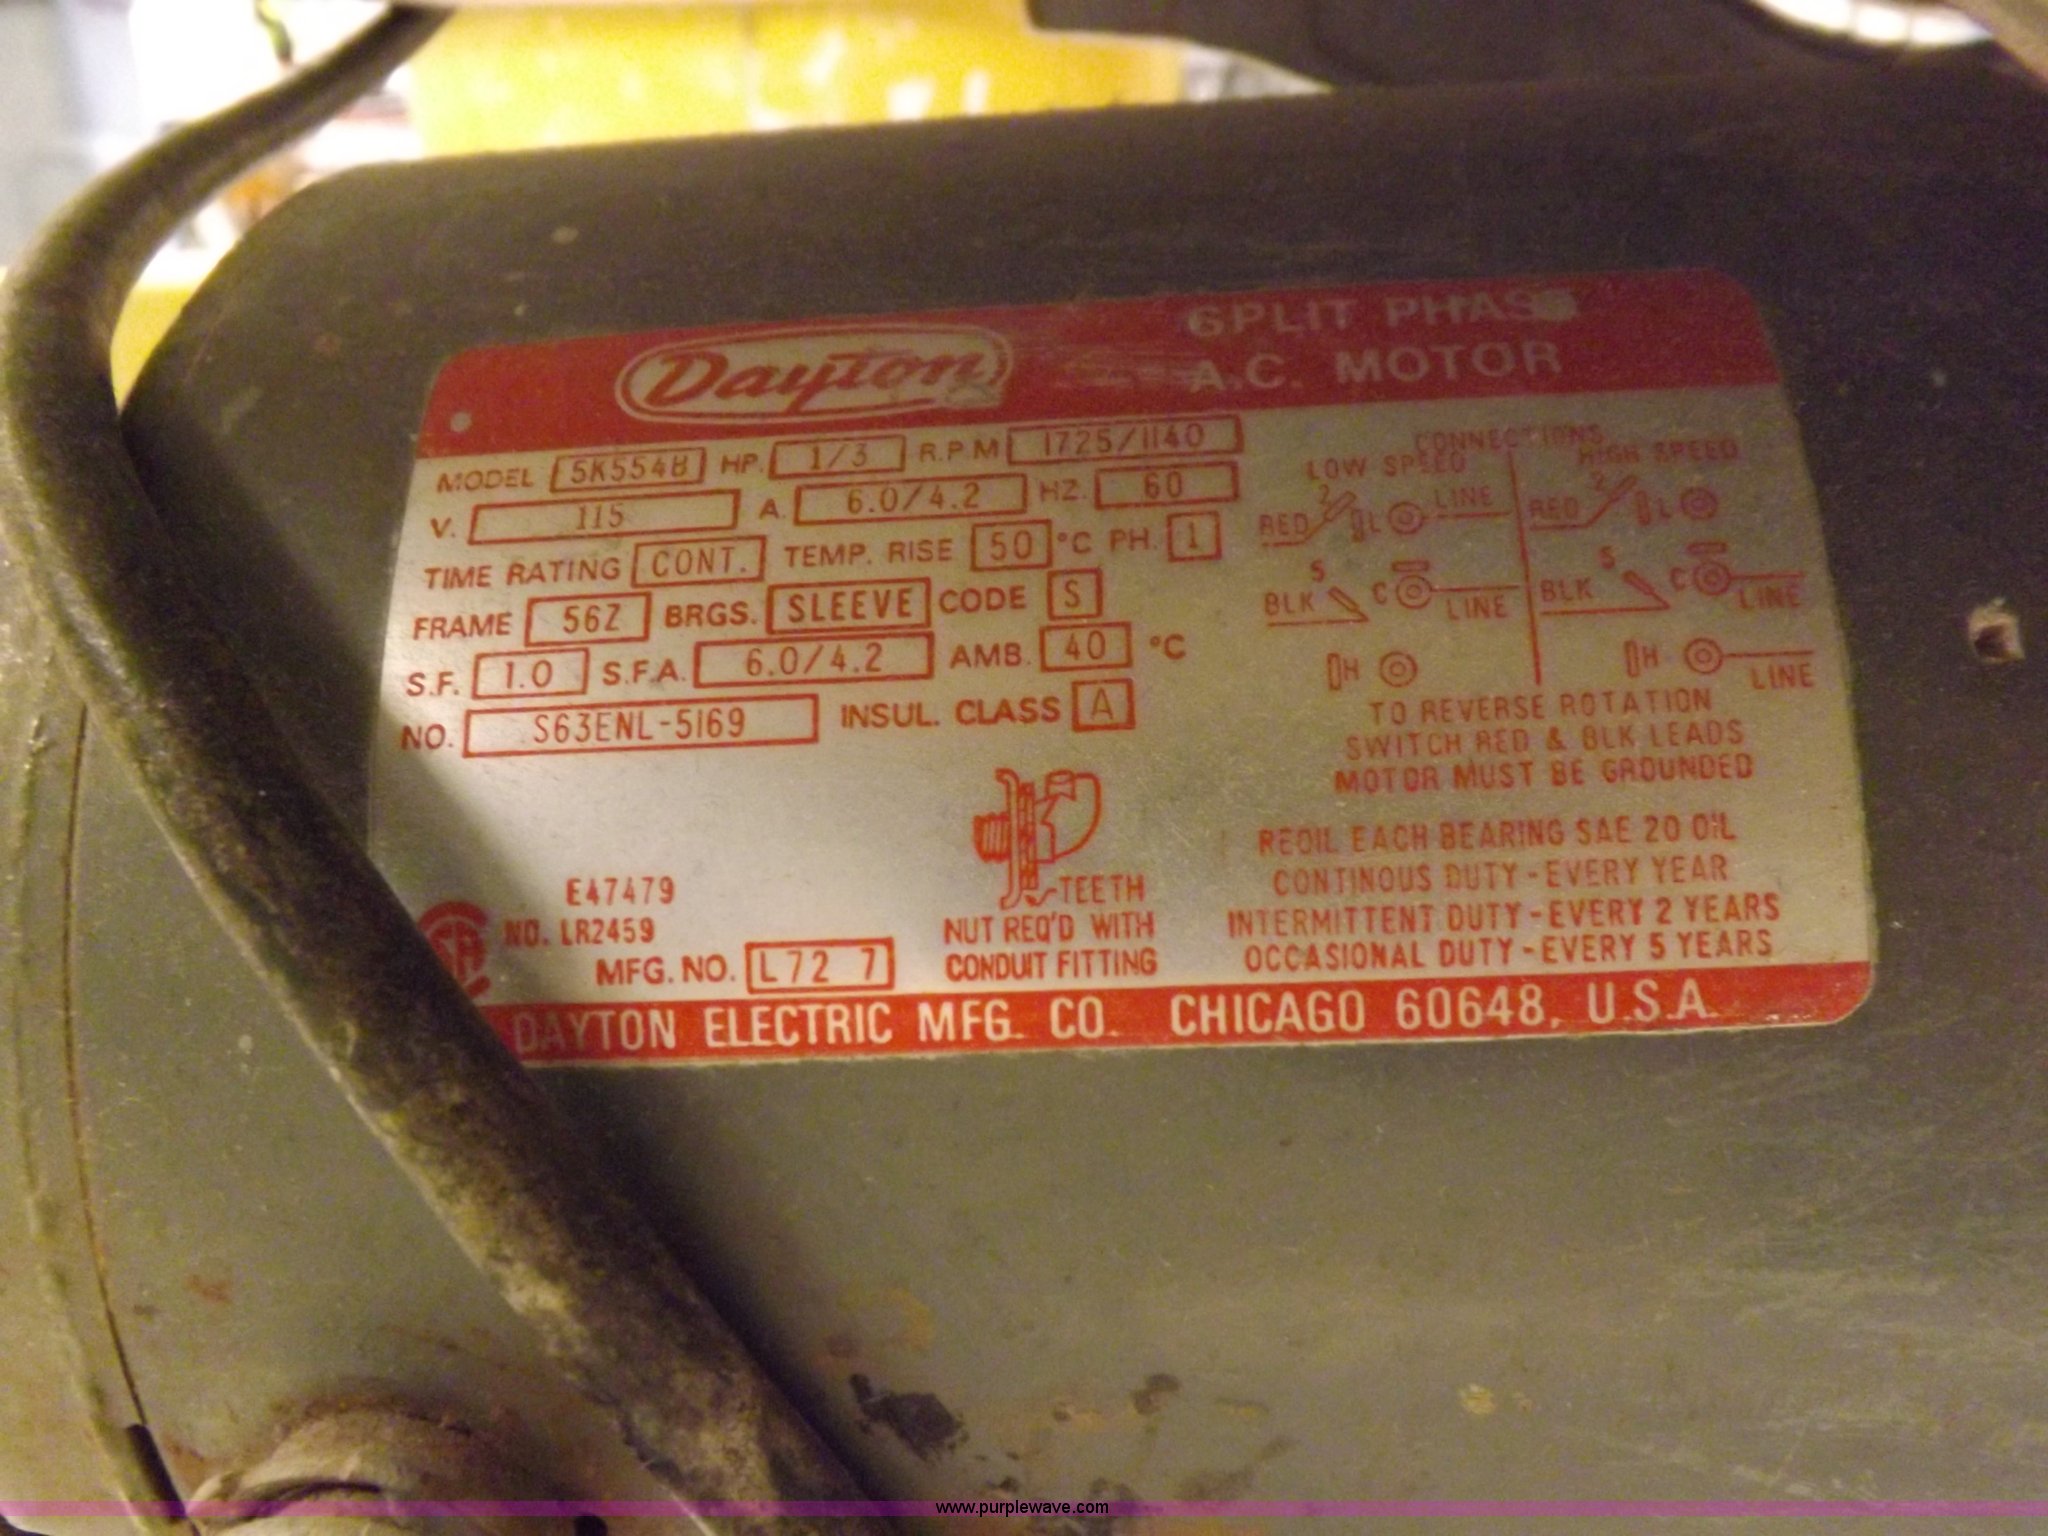 Dayton
SPLIT PHASE
A.C. MOTOR
MODEL 5K554B HP. 1/3 R.P.M 1725/1140
V. 115 A. 6.0/4.2 HZ. 60
TIME RATING CONT. TEMP. RISE 50 °C PH. 1
FRAME 56Z BRGS. SLEEVE CODE S
S.F. 1.0 S.F.A. 6.0/4.2 AMB. 40 °C
NO. S63ENL-5169 INSUL. CLASS A
CONNECTIONS
LOW SPEED HIGH SPEED
RED 2 L LINE RED 2 L
BLK S C LINE BLK S C LINE
H H LINE
TO REVERSE ROTATION
SWITCH RED & BLK LEADS
MOTOR MUST BE GROUNDED
TEETH
NUT REQ'D WITH
CONDUIT FITTING
REOIL EACH BEARING SAE 20 OIL
CONTINOUS DUTY - EVERY YEAR
INTERMITTENT DUTY - EVERY 2 YEARS
OCCASIONAL DUTY - EVERY 5 YEARS
E47479
SA NO. LR2459
MFG. NO. L72 7
DAYTON ELECTRIC MFG. CO. CHICAGO 60648, U.S.A.
www.purplewave.com